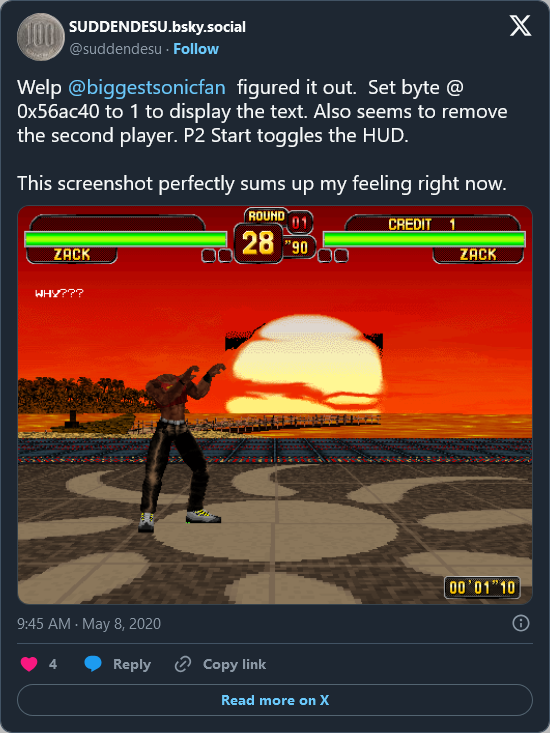 SUDDENDESU.bsky.social
@suddendesu · Follow
Welp @biggestsonicfan figured it out. Set byte @
0x56ac40 to 1 to display the text. Also seems to remove
the second player. P2 Start toggles the HUD.
This screenshot perfectly sums up my feeling right now.
ROUND 01
CREDIT 1
28 "90
ZACK
ZACK
WHY???
00'01"10
9:45 AM · May 8, 2020
4 Reply Copy link
Read more on X